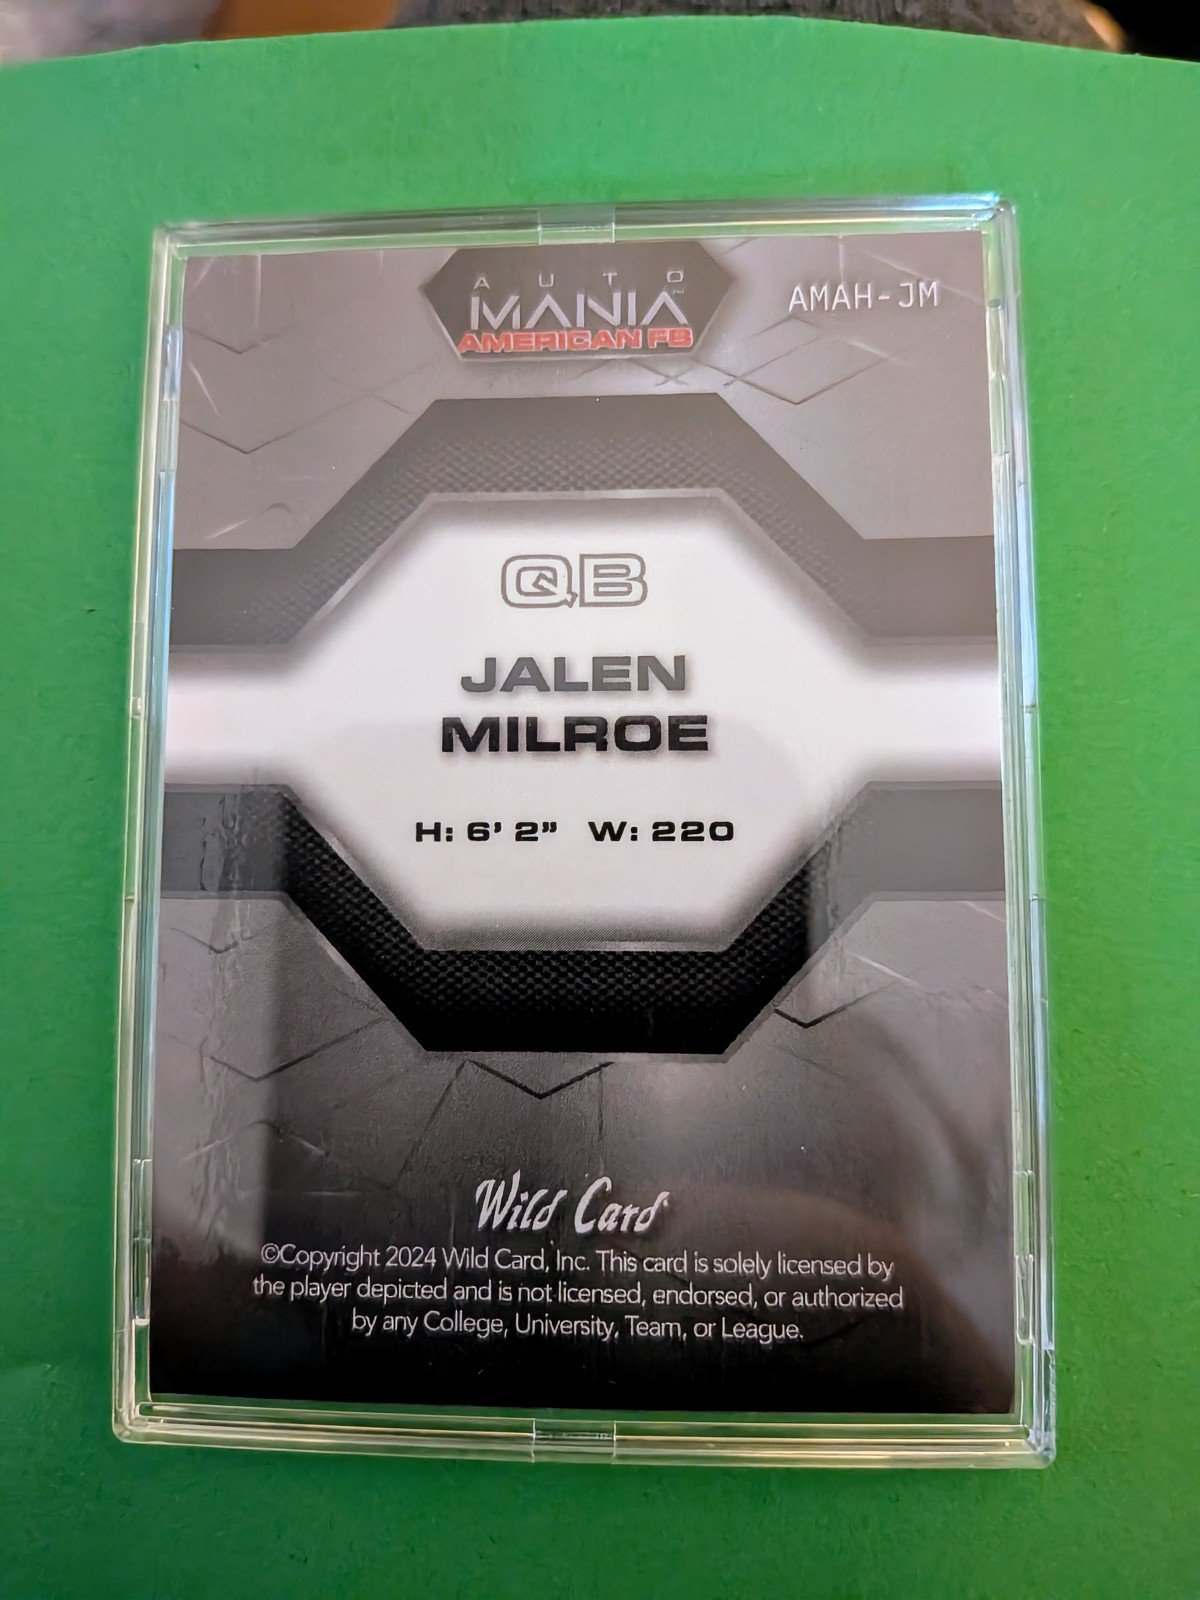 AUTO
MANIA
AMERICAN FB
AMAH-JM
QB
JALEN
MILROE
H: 6' 2" W: 220
Wild Card
©Copyright 2024 Wild Card, Inc. This card is solely licensed by
the player depicted and is not licensed, endorsed, or authorized
by any College, University, Team, or League.